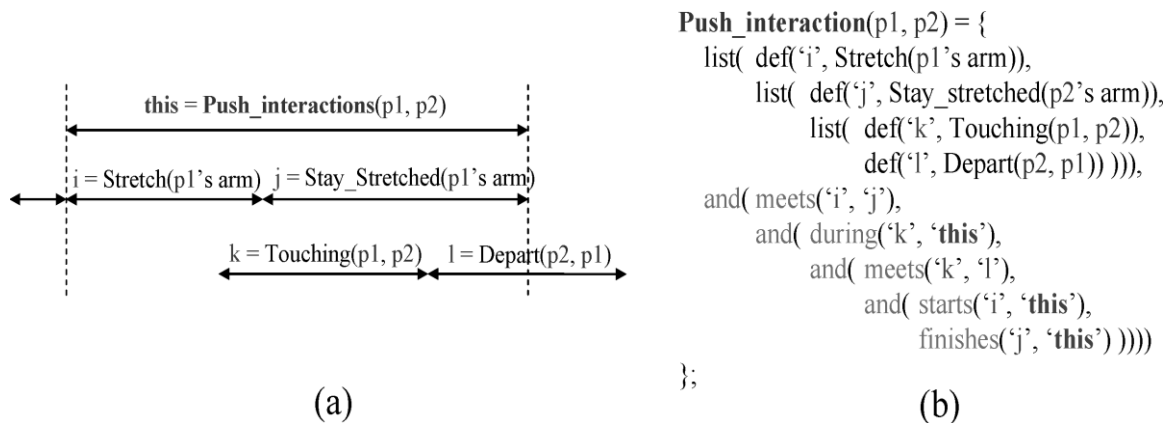 this = Push_interactions(p1, p2)
i = Stretch(p1's arm) j = Stay_Stretched(p1's arm)
k = Touching(p1, p2) l = Depart(p2, p1)
(a)
Push_interaction(p1, p2) = {
list( def(‘i’, Stretch(p1’s arm)),
list( def(‘j’, Stay_stretched(p2’s arm)),
list( def(‘k’, Touching(p1, p2)),
def(‘l’, Depart(p2, p1)) ))),
and( meets(‘i’, ‘j’),
and( during(‘k’, ‘this’),
and( meets(‘k’, ‘l’),
and( starts(‘i’, ‘this’),
finishes(‘j’, ‘this’) ))))
};
(b)